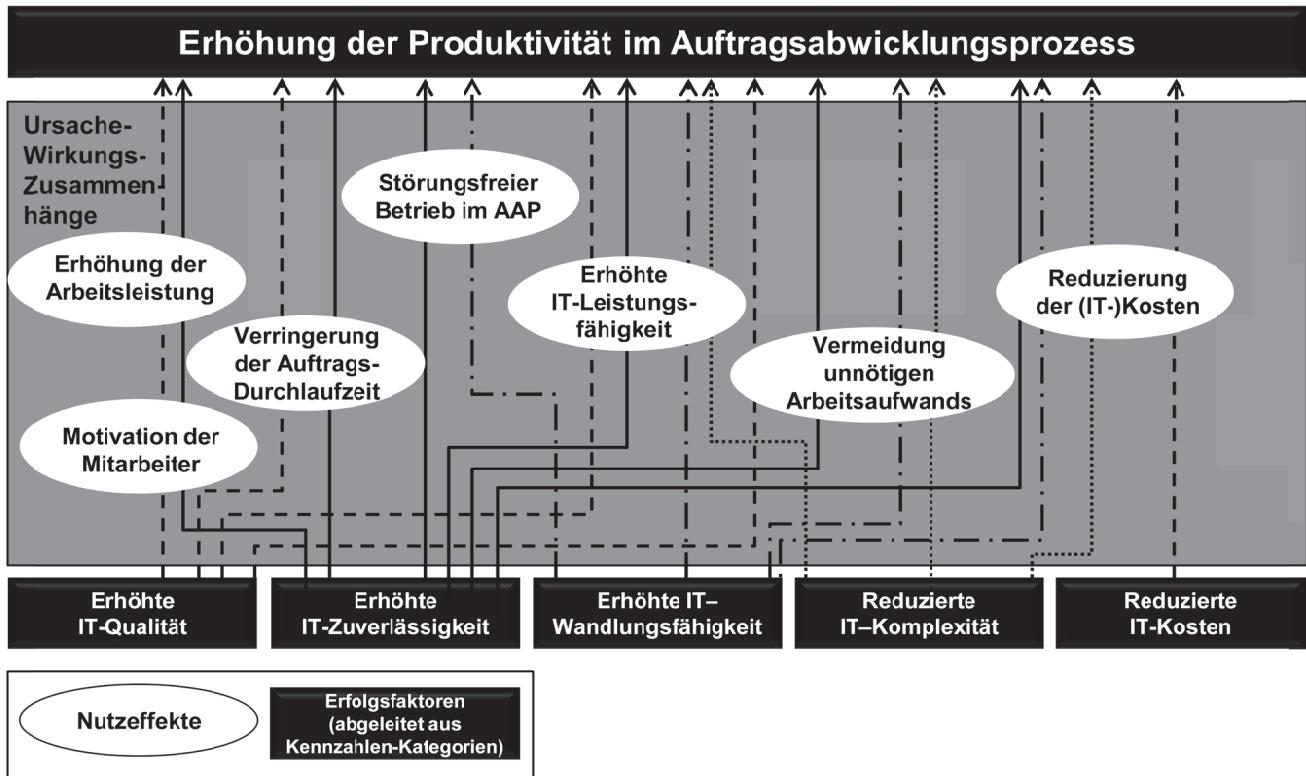 Erhöhung der Produktivität im Auftragsabwicklungsprozess
Ursache-
Wirkungs-
Zusammen-
hänge
Störungsfreier
Betrieb im AAP
Erhöhung der
Arbeitsleistung
Erhöhte
IT-Leistungs-
fähigkeit
Reduzierung
der (IT-)Kosten
Verringerung
der Auftrags-
Durchlaufzeit
Vermeidung
unnötigen
Arbeitsaufwands
Motivation der
Mitarbeiter
Erhöhte
IT-Qualität
Erhöhte
IT-Zuverlässigkeit
Erhöhte IT–
Wandlungsfähigkeit
Reduzierte
IT–Komplexität
Reduzierte
IT-Kosten
Nutzeffekte
Erfolgsfaktoren
(abgeleitet aus
Kennzahlen-Kategorien)